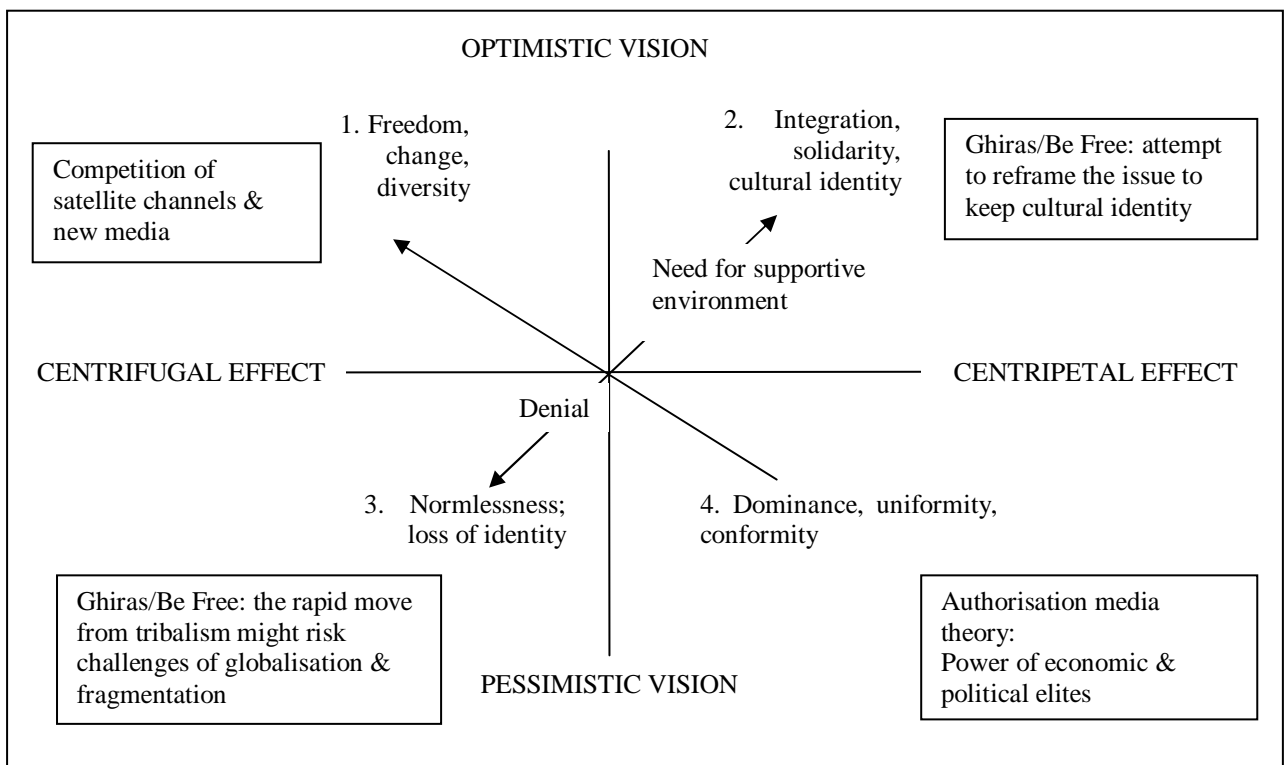 OPTIMISTIC VISION
1. Freedom,
change,
diversity
2. Integration,
solidarity,
cultural identity
Competition of
satellite channels &
new media
Ghiras/Be Free: attempt
to reframe the issue to
keep cultural identity
Need for supportive
environment
CENTRIFUGAL EFFECT
CENTRIPETAL EFFECT
Denial
3. Normlessness;
loss of identity
4. Dominance, uniformity,
conformity
Ghiras/Be Free: the rapid move
from tribalism might risk
challenges of globalisation &
fragmentation
PESSIMISTIC VISION
Authorisation media
theory:
Power of economic &
political elites